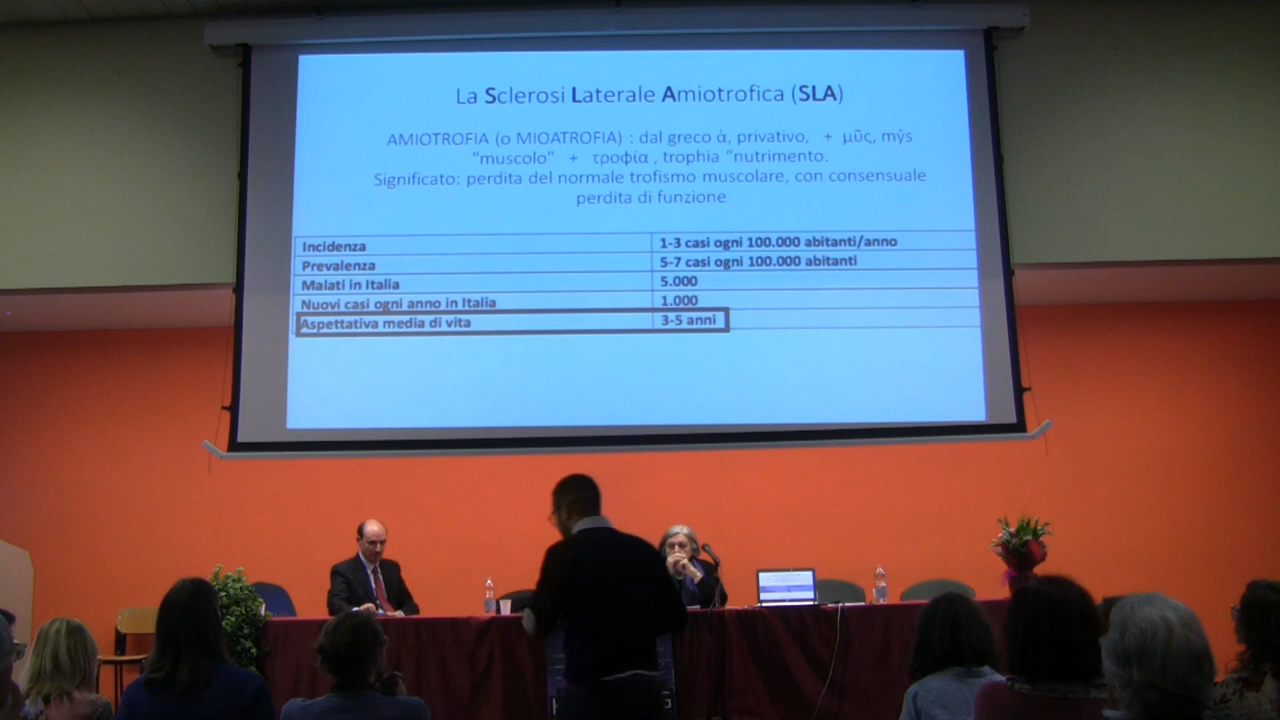 La Sclerosi Laterale Amiotrofica (SLA)
AMIOTROFIA (o MIOATROFIA) : dal greco ἀ, privativo, + μῦς, mŷs
"muscolo" + τροφία , trophia “nutrimento.
Significato: perdita del normale trofismo muscolare, con consensuale
perdita di funzione
Incidenza 1-3 casi ogni 100.000 abitanti/anno
Prevalenza 5-7 casi ogni 100.000 abitanti
Malati in Italia 5.000
Nuovi casi ogni anno in Italia 1.000
Aspettativa media di vita 3-5 anni